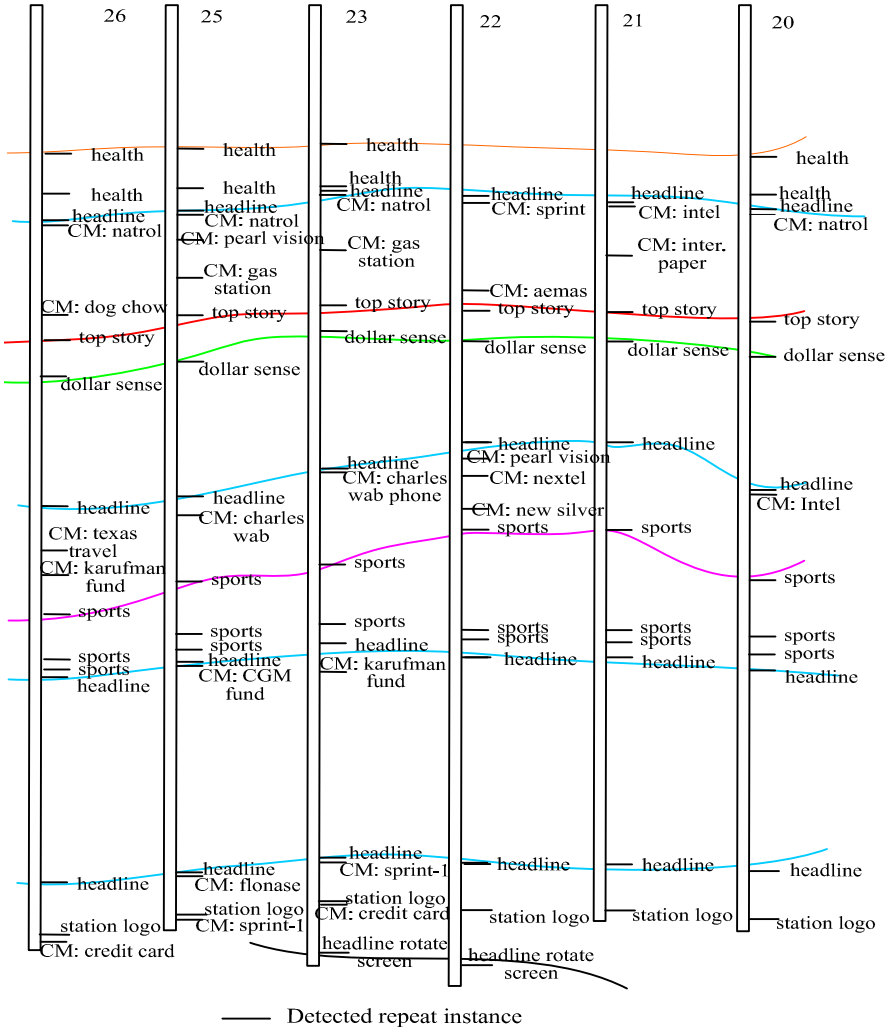 26
25
23
22
21
20
health
health
headline
CM: natrol
CM: dog chow
top story
dollar sense
headline
CM: texas
travel
CM: karufman
fund
sports
sports
sports
headline
headline
station logo
CM: credit card
health
health
headline
CM: natrol
CM: pearl vision
CM: gas
station
top story
dollar sense
headline
CM: charles
wab
sports
sports
sports
headline
CM: CGM
fund
headline
CM: flonase
station logo
CM: sprint-1
health
health
headline
CM: natrol
CM: gas
station
top story
dollar sense
headline
CM: charles
wab phone
sports
sports
headline
CM: karufman
fund
headline
CM: sprint-1
station logo
CM: credit card
headline rotate
screen
headline
CM: sprint
CM: aemas
top story
dollar sense
headline
CM: pearl vision
CM: nextel
CM: new silver
sports
sports
sports
headline
headline
station logo
headline rotate
screen
headline
CM: intel
CM: inter.
paper
top story
dollar sense
headline
sports
sports
sports
headline
headline
station logo
health
health
headline
CM: natrol
top story
dollar sense
headline
CM: Intel
sports
sports
sports
headline
headline
station logo
Detected repeat instance